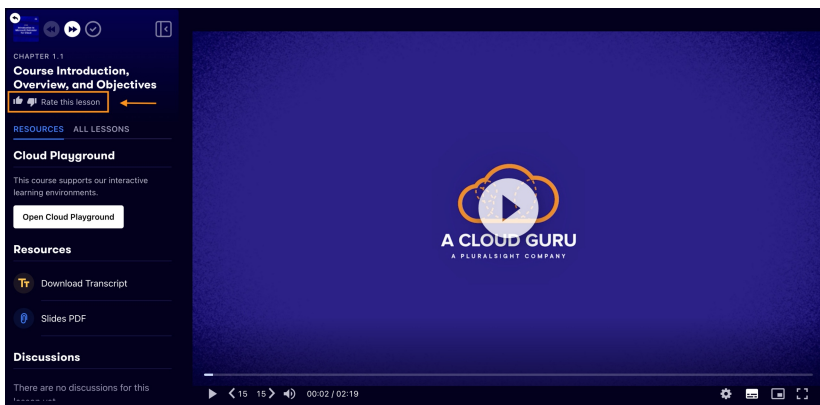 CHAPTER 1.1
Course Introduction,
Overview, and Objectives
Rate this lesson
RESOURCES ALL LESSONS
Cloud Playground
This course supports our interactive
learning environments.
Open Cloud Playground
Resources
Tт Download Transcript
Slides PDF
Discussions
There are no discussions for this
A CLOUD GURU
A PLURALSIGHT COMPANY
15 15 00:02 / 02:19